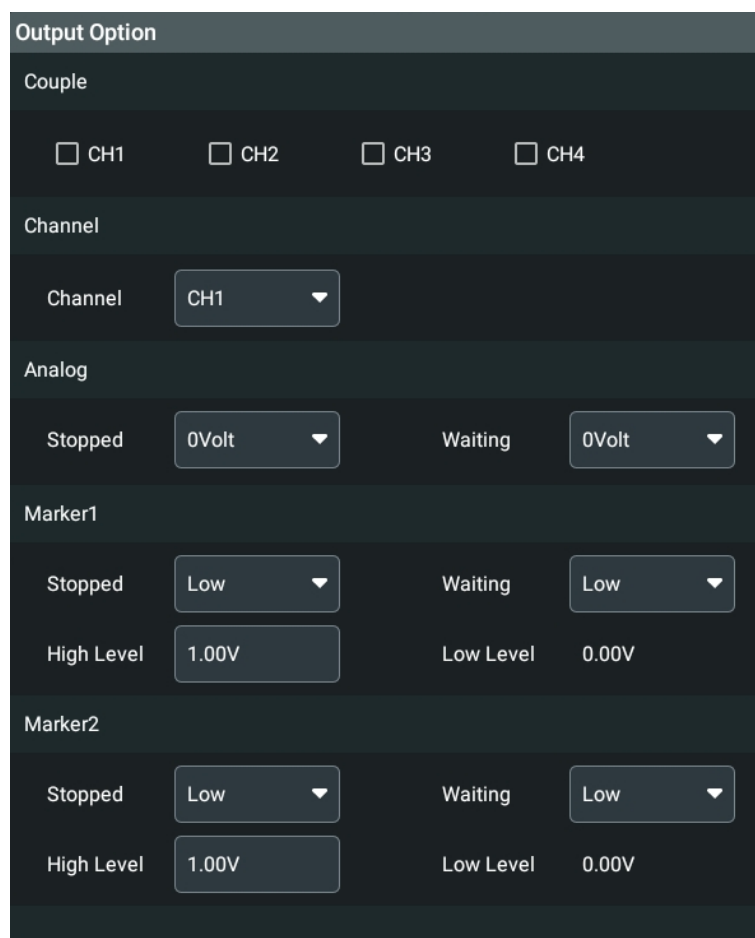 Output Option
Couple
CH1 CH2 CH3 CH4
Channel
Channel CH1
Analog
Stopped 0Volt Waiting 0Volt
Marker1
Stopped Low Waiting Low
High Level 1.00V Low Level 0.00V
Marker2
Stopped Low Waiting Low
High Level 1.00V Low Level 0.00V